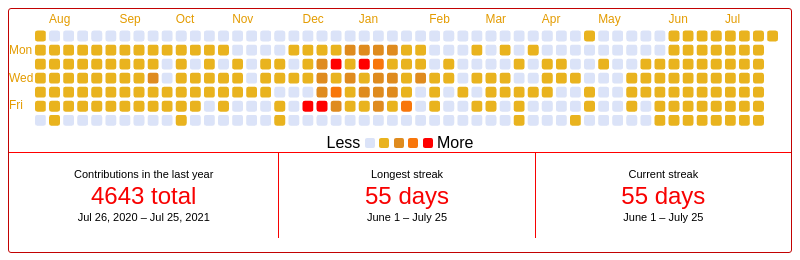 Aug Sep Oct Nov Dec Jan Feb Mar Apr May Jun Jul
Mon
Wed
Fri
Less More
Contributions in the last year
4643 total
Jul 26, 2020 – Jul 25, 2021
Longest streak
55 days
June 1 – July 25
Current streak
55 days
June 1 – July 25